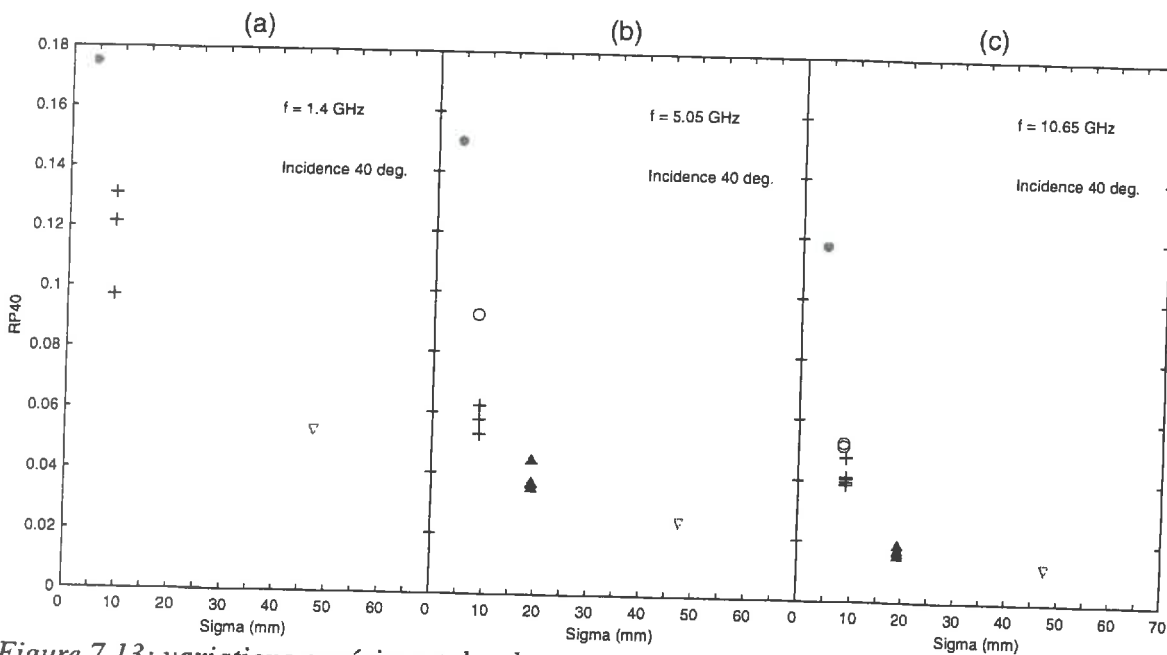 (a) (b) (c)
0.18
0.16
0.14
0.12
0.1
0.08
0.06
0.04
0.02
0
RP40
f = 1.4 GHz
Incidence 40 deg.
f = 5.05 GHz
Incidence 40 deg.
f = 10.65 GHz
Incidence 40 deg.
0 10 20 30 40 50 60
0 10 20 30 40 50 60
0 10 20 30 40 50 60 70
Sigma (mm)
Sigma (mm)
Sigma (mm)
Figure 7.13: variations